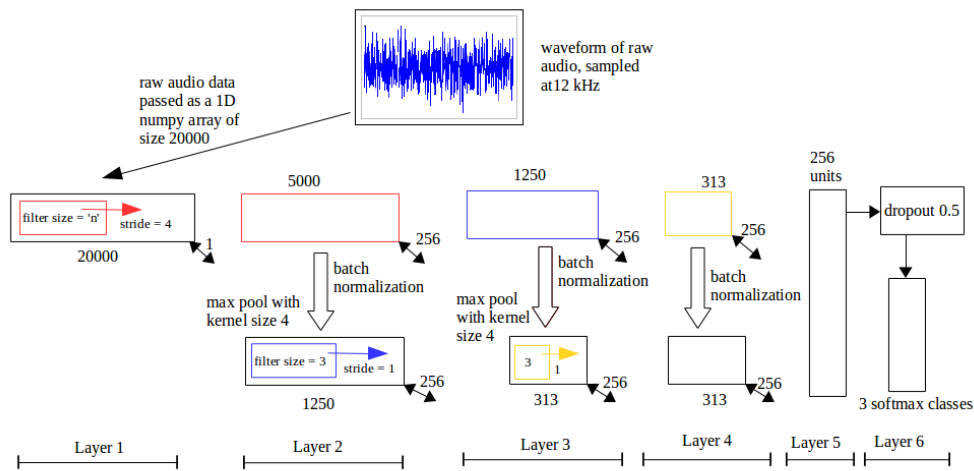 waveform of raw
audio, sampled
at12 kHz
raw audio data
passed as a 1D
numpy array of
size 20000
filter size = 'n'
stride = 4
1
20000
5000
256
batch
normalization
max pool with
kernel size 4
filter size = 3
stride = 1
256
1250
1250
256
batch
normalization
max pool
with kernel
size 4
3
1
256
313
313
256
batch
normalization
256
313
256
units
dropout 0.5
3 softmax classes
Layer 1
Layer 2
Layer 3
Layer 4
Layer 5
Layer 6